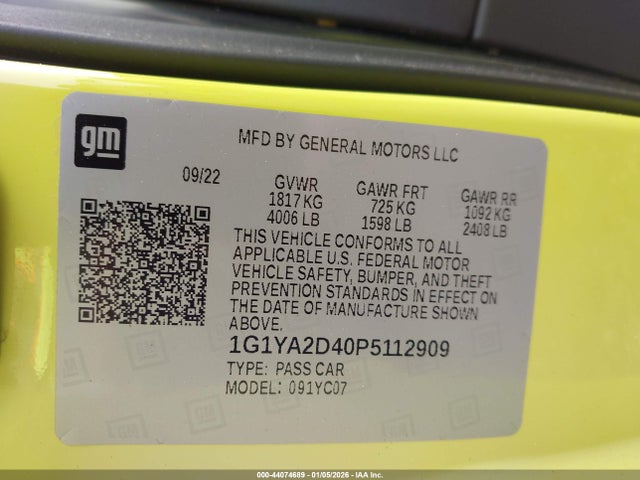 gm
MFD BY GENERAL MOTORS LLC
09/22
GVWR
1817 KG
4006 LB
GAWR FRT
725 KG
1598 LB
GAWR RR
1092 KG
2408 LB
THIS VEHICLE CONFORMS TO ALL
APPLICABLE U.S. FEDERAL MOTOR
VEHICLE SAFETY, BUMPER, AND THEFT
PREVENTION STANDARDS IN EFFECT ON
THE DATE OF MANUFACTURE SHOWN
ABOVE.
1G1YA2D40P5112909
TYPE: PASS CAR
MODEL: 091YC07
000-44074689 - 01/05/2026 - IAA Inc.